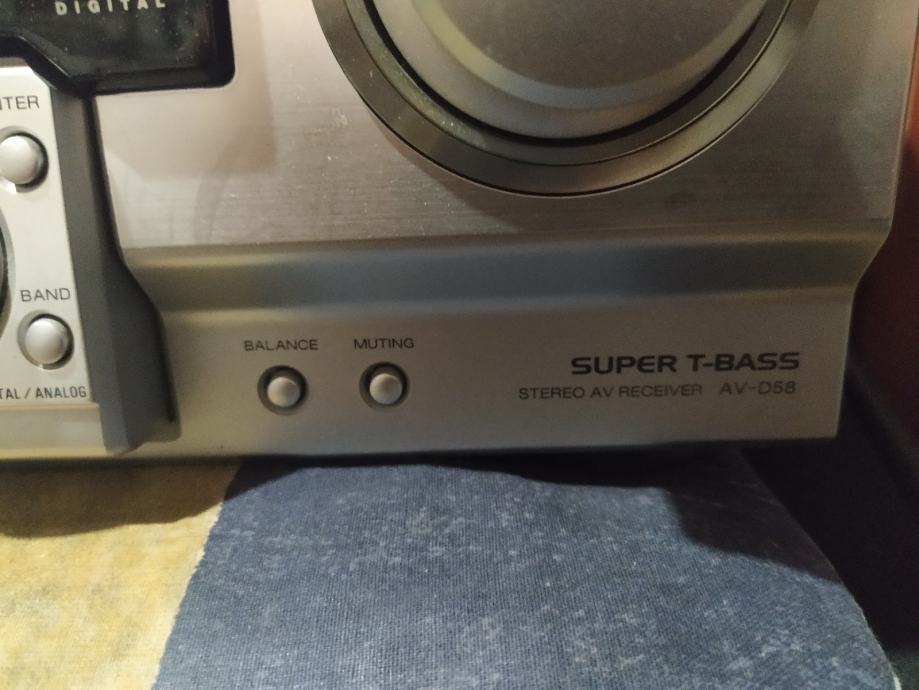 DIGITAL
NTER
BAND
TAL / ANALOG
BALANCE
MUTING
SUPER T-BASS
STEREO AV RECEIVER AV-D58